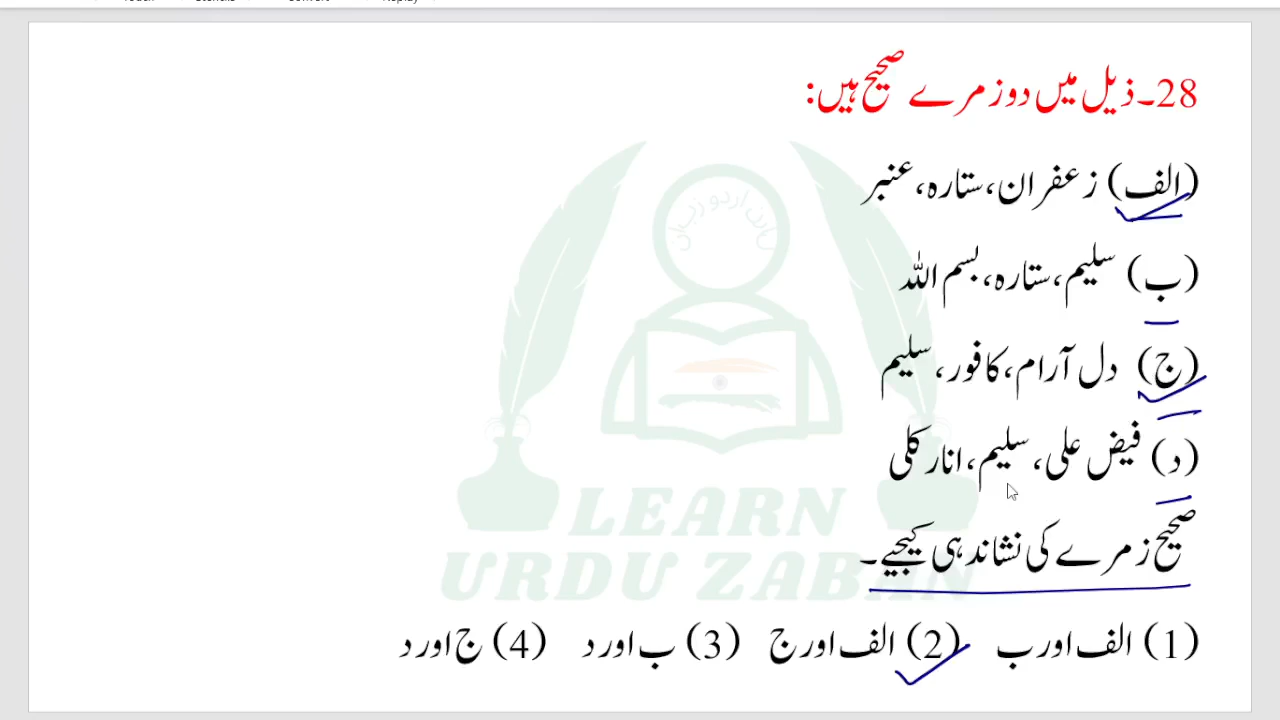 28۔ ذیل میں دو زمرے صحیح ہیں:
(الف) زعفران، ستارہ، عنبر
(ب) سلیم، ستارہ، بسم اللہ
(ج) دل آرام، کافور، سلیم
(د) فیض علی، سلیم، انار کلی
صحیح زمرے کی نشاندہی کیجیے۔
(1) الف اور ب (2) الف اور ج (3) ب اور د (4) ج اور د
LEARN
URDU ZABAN